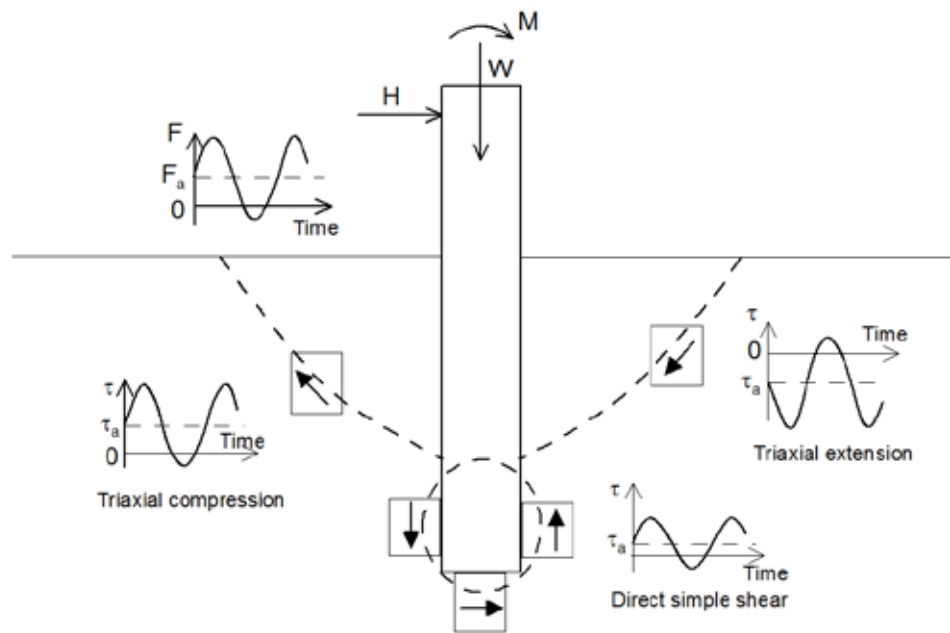 M
W
H
F
Fa
0
Time
τ
τa
0
Time
Triaxial compression
τ
0
Time
τa
Triaxial extension
τ
τa
Time
Direct simple shear